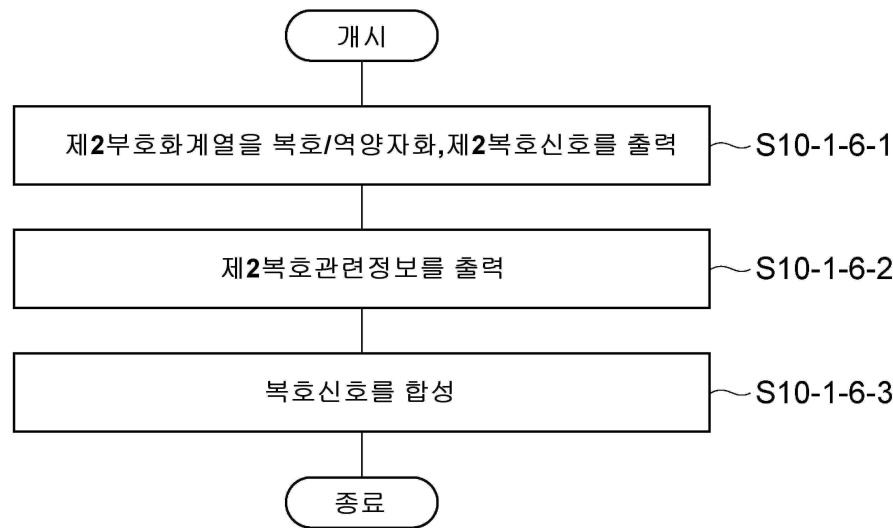 개시
제2부호화계열을 복호/역양자화,제2복호신호를 출력
S10-1-6-1
제2복호관련정보를 출력
S10-1-6-2
복호신호를 합성
S10-1-6-3
종료